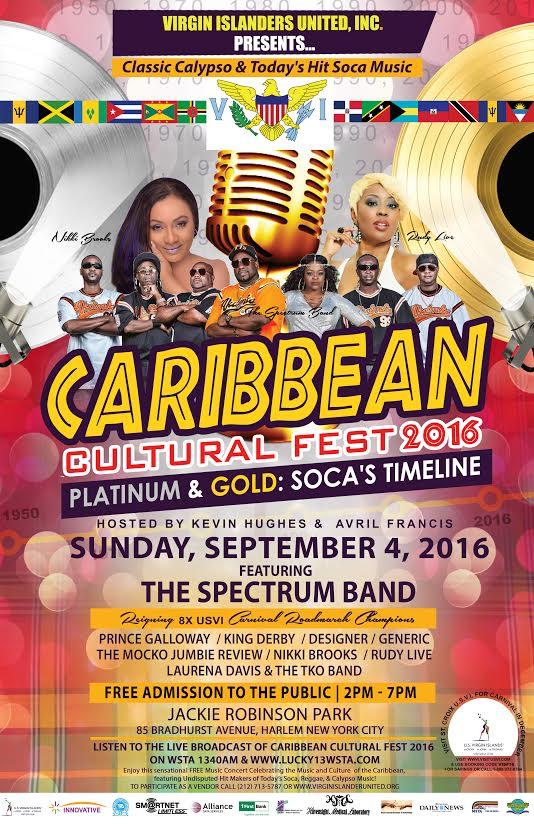 VIRGIN ISLANDERS UNITED, INC.
PRESENTS...
Classic Calypso & Today's Hit Soca Music
V I
Nikki Brooks
Rudy Live
The Spectrum Band
CARIBBEAN
CULTURAL FEST 2016
PLATINUM & GOLD: SOCA'S TIMELINE
1950
2016
HOSTED BY KEVIN HUGHES & AVRIL FRANCIS
SUNDAY, SEPTEMBER 4, 2016
FEATURING
THE SPECTRUM BAND
Reigning 8X USVI Carnival Roadmarch Champions
PRINCE GALLOWAY / KING DERBY / DESIGNER / GENERIC
THE MOCKO JUMBIE REVIEW / NIKKI BROOKS / RUDY LIVE
LAURENA DAVIS & THE TKO BAND
FREE ADMISSION TO THE PUBLIC | 2PM - 7PM
JACKIE ROBINSON PARK
85 BRADHURST AVENUE, HARLEM NEW YORK CITY
LISTEN TO THE LIVE BROADCAST OF CARIBBEAN CULTURAL FEST 2016
ON WSTA 1340AM & WWW.LUCKY13WSTA.COM
Enjoy this sensational FREE Music Concert Celebrating the Music and Culture of the Caribbean,
featuring Undisputed Hit Makers of Today's Soca, Reggae, & Calypso Music!
TO PARTICIPATE AS A VENDOR CALL (212) 713-5787 OR WWW.VIRGINISLANDERUNITED.ORG
VISIT ST. CROIX U.S.V.I. FOR CARNIVAL IN DECEMBER
U.S. VIRGIN ISLANDS
VISIT WWW.VISITUSVI.COM
INNOVATIVE
SMARTNET
LIMITLESS
Alliance
1FirstBank
DAILY NEWS
MTA